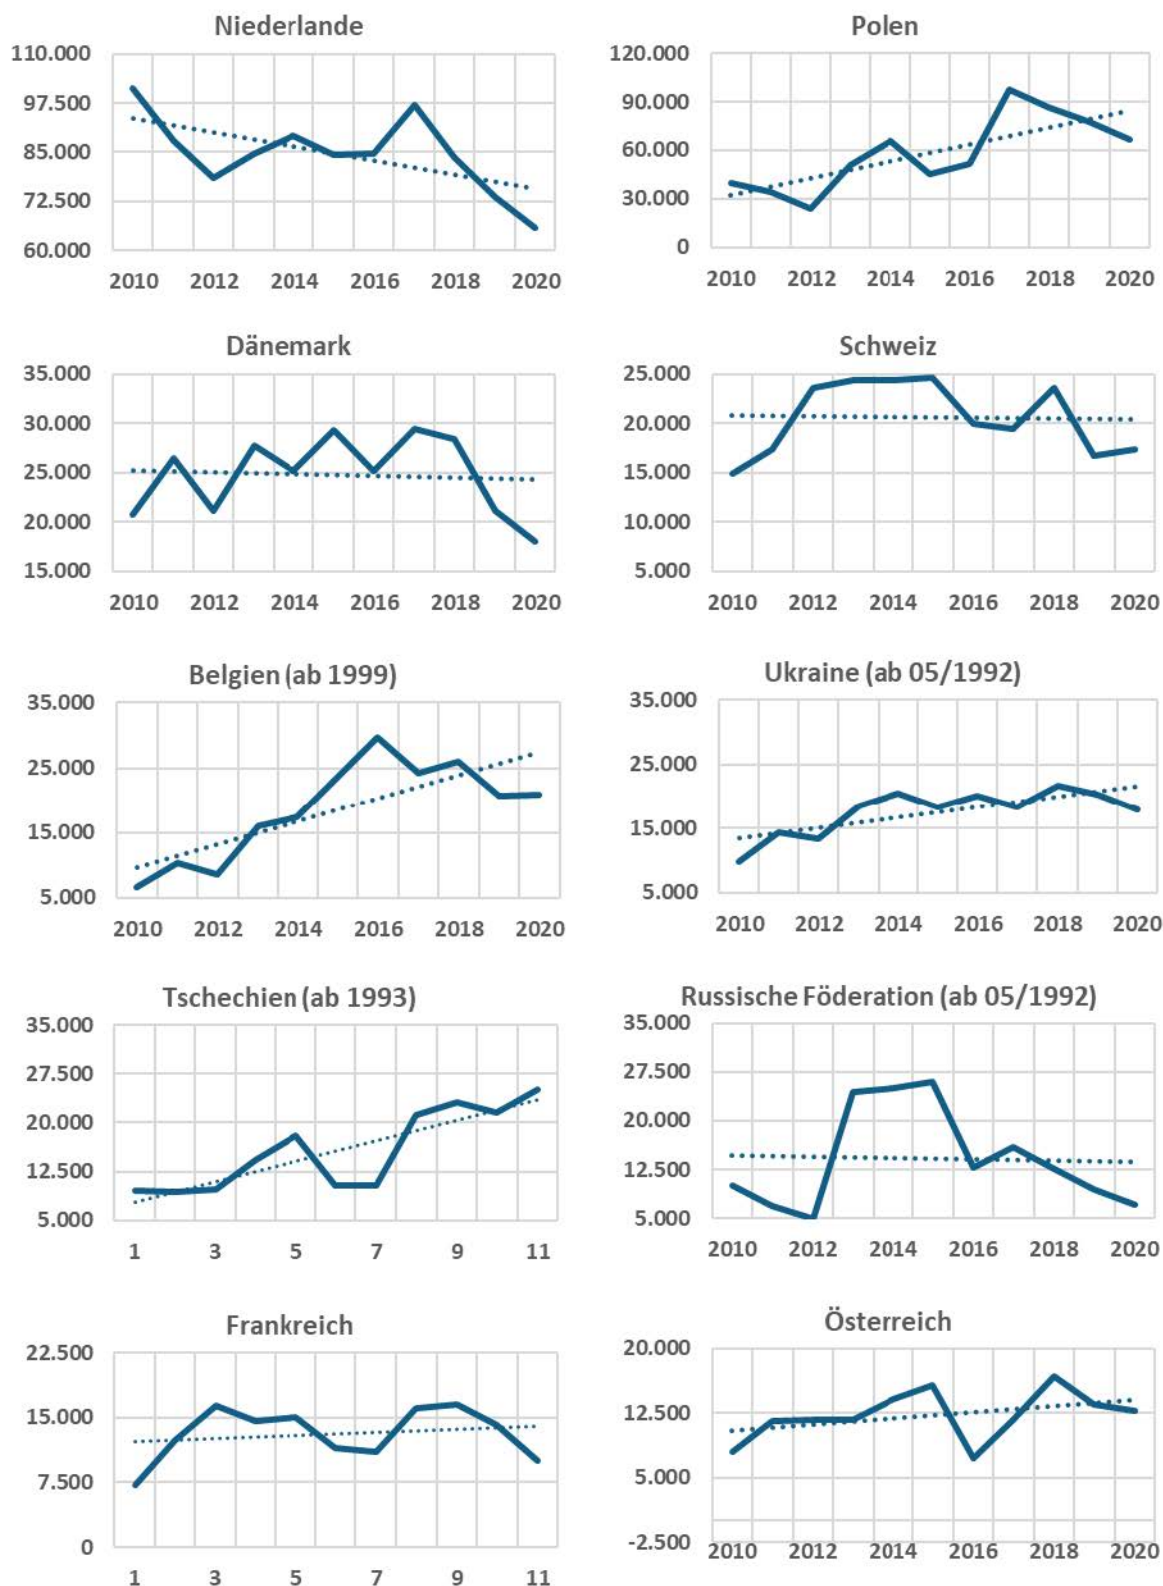 Niederlande
110.000
97.500
85.000
72.500
60.000
2010 2012 2014 2016 2018 2020
Polen
120.000
90.000
60.000
30.000
0
2010 2012 2014 2016 2018 2020
Dänemark
35.000
30.000
25.000
20.000
15.000
2010 2012 2014 2016 2018 2020
Schweiz
25.000
20.000
15.000
10.000
5.000
2010 2012 2014 2016 2018 2020
Belgien (ab 1999)
35.000
25.000
15.000
5.000
2010 2012 2014 2016 2018 2020
Ukraine (ab 05/1992)
35.000
25.000
15.000
5.000
2010 2012 2014 2016 2018 2020
Tschechien (ab 1993)
35.000
27.500
20.000
12.500
5.000
1 3 5 7 9 11
Russische Föderation (ab 05/1992)
35.000
27.500
20.000
12.500
5.000
2010 2012 2014 2016 2018 2020
Frankreich
22.500
15.000
7.500
0
1 3 5 7 9 11
Österreich
20.000
12.500
5.000
-2.500
2010 2012 2014 2016 2018 2020